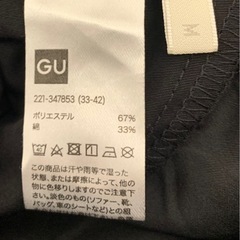 GU
M
221-347853 (33-42)
ポリエステル 67%
綿 33%
この商品は汗や雨等で湿った
状態、または摩擦によって、他
の物に色移りしますのでご注意
ください。淡色のもの(ソファー、靴、
バッグ、車のシートなど)との組